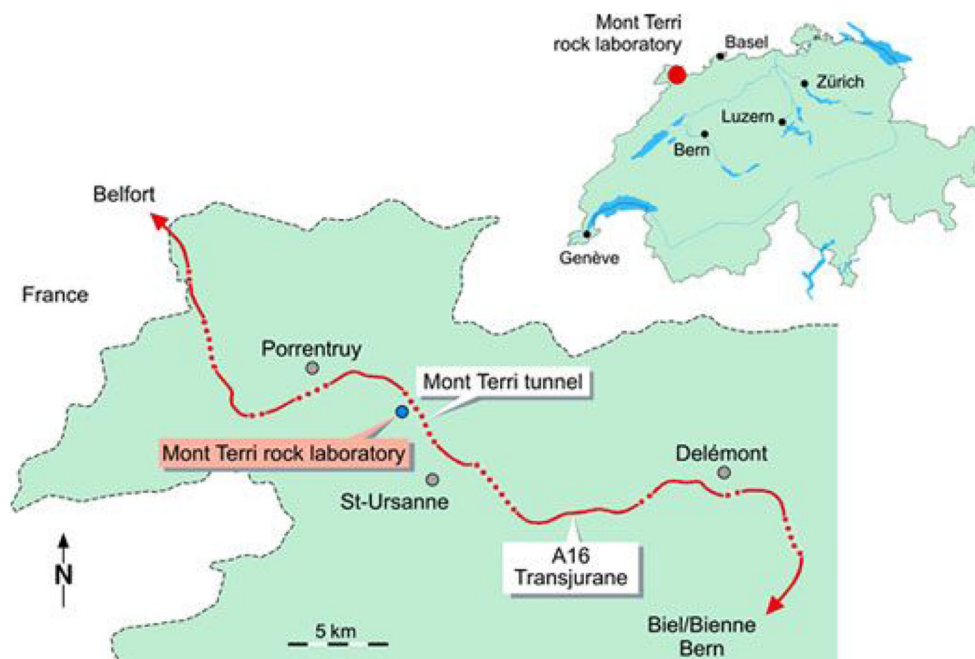 Mont Terri
rock laboratory
Basel
Zürich
Luzern
Bern
Genève
Belfort
France
Porrentruy
Mont Terri tunnel
Mont Terri rock laboratory
St-Ursanne
Delémont
A16
Transjurane
N
5 km
Biel/Bienne
Bern